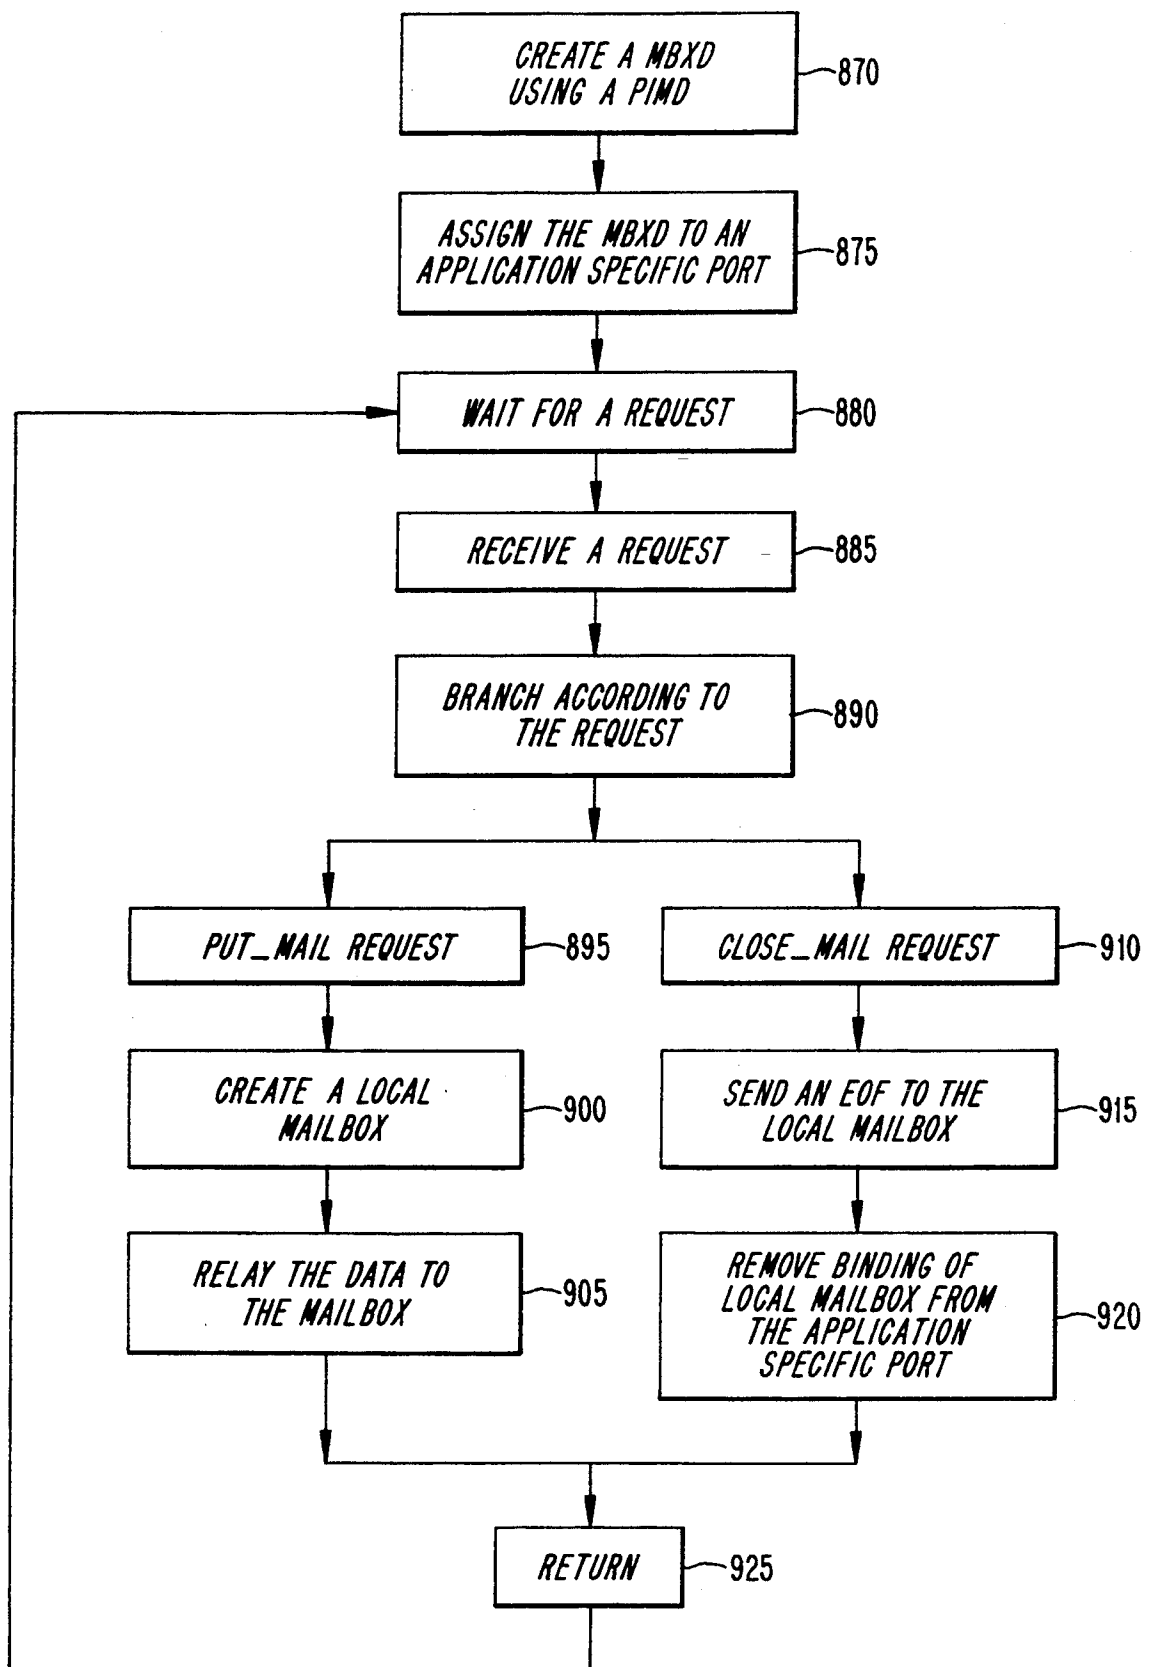 CREATE A MBXD
USING A PIMD
870
ASSIGN THE MBXD TO AN
APPLICATION SPECIFIC PORT
875
WAIT FOR A REQUEST
880
RECEIVE A REQUEST
885
BRANCH ACCORDING TO
THE REQUEST
890
PUT_MAIL REQUEST
895
CLOSE_MAIL REQUEST
910
CREATE A LOCAL
MAILBOX
900
SEND AN EOF TO THE
LOCAL MAILBOX
915
RELAY THE DATA TO
THE MAILBOX
905
REMOVE BINDING OF
LOCAL MAILBOX FROM
THE APPLICATION
SPECIFIC PORT
920
RETURN
925